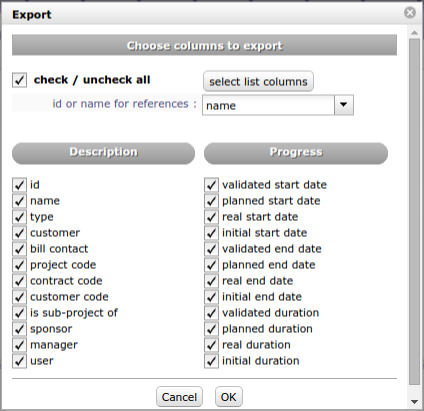 Export
Choose columns to export
check / uncheck all
select list columns
id or name for references :
name
Description
id
name
type
customer
bill contact
project code
contract code
customer code
is sub-project of
sponsor
manager
user
Progress
validated start date
planned start date
real start date
initial start date
validated end date
planned end date
real end date
initial end date
validated duration
planned duration
real duration
initial duration
Cancel
OK